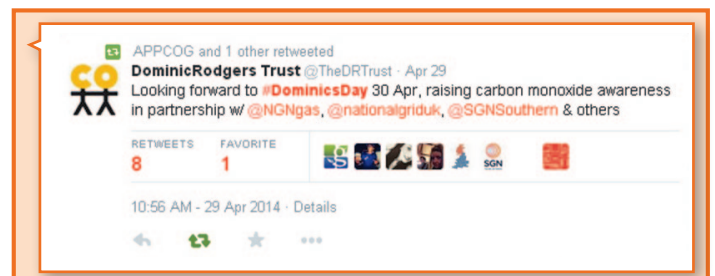 APPCOG and 1 other retweeted
DominicRodgers Trust @TheDRTrust · Apr 29
Looking forward to #DominicsDay 30 Apr, raising carbon monoxide awareness
in partnership w/ @NGNgas, @nationalgriduk, @SGNSouthern & others
RETWEETS FAVORITE
8 1
CO
SGN
10:56 AM - 29 Apr 2014 · Details